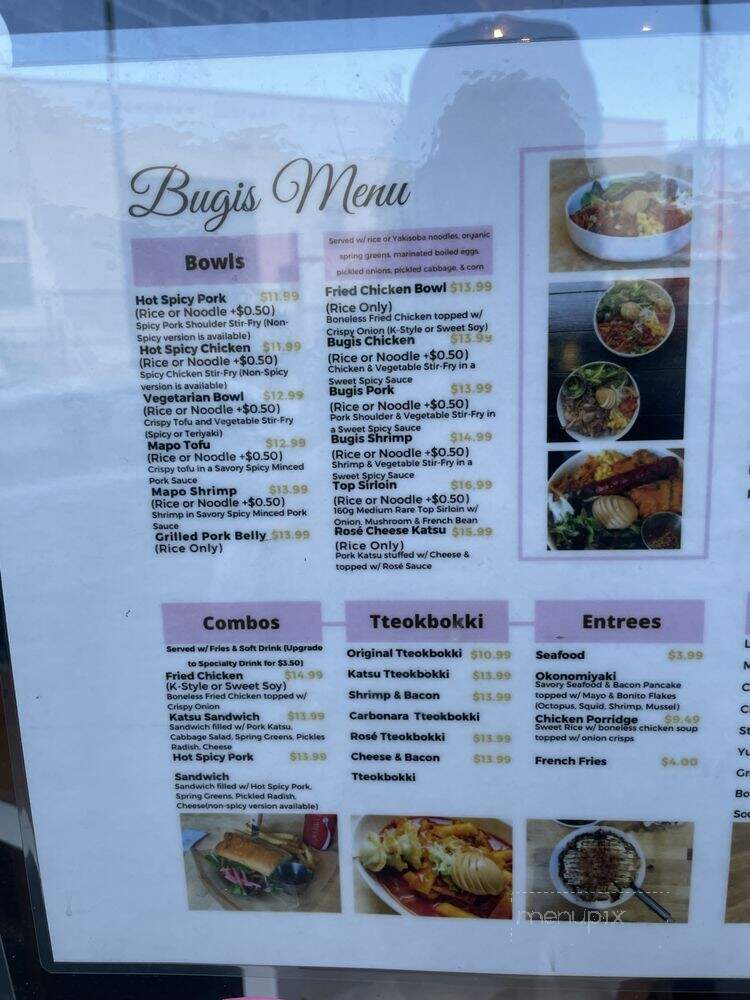 Bugis Menu
Bowls
Served w/ rice or Yakisoba noodles, organic
spring greens, marinated boiled eggs,
pickled onions, pickled cabbage, & corn
Hot Spicy Pork $11.99
(Rice or Noodle +$0.50)
Spicy Pork Shoulder Stir-Fry (Non-
Spicy version is available)
Hot Spicy Chicken $11.99
(Rice or Noodle +$0.50)
Spicy Chicken Stir-Fry (Non-Spicy
version is available)
Vegetarian Bowl $12.99
(Rice or Noodle +$0.50)
Crispy Tofu and Vegetable Stir-Fry
(Spicy or Teriyaki)
Mapo Tofu $12.99
(Rice or Noodle +$0.50)
Crispy tofu in a Savory Spicy Minced
Pork Sauce
Mapo Shrimp $13.99
(Rice or Noodle +$0.50)
Shrimp in Savory Spicy Minced Pork
Sauce
Grilled Pork Belly $13.99
(Rice Only)
Fried Chicken Bowl $13.99
(Rice Only)
Boneless Fried Chicken topped w/
Crispy Onion (K-Style or Sweet Soy)
Bugis Chicken $13.99
(Rice or Noodle +$0.50)
Chicken & Vegetable Stir-Fry in a
Sweet Spicy Sauce
Bugis Pork $13.99
(Rice or Noodle +$0.50)
Pork Shoulder & Vegetable Stir-Fry in
a Sweet Spicy Sauce
Bugis Shrimp $14.99
(Rice or Noodle +$0.50)
Shrimp & Vegetable Stir-Fry in a
Sweet Spicy Sauce
Top Sirloin $16.99
(Rice or Noodle +$0.50)
160g Medium Rare Top Sirloin w/
Onion, Mushroom & French Bean
Rosé Cheese Katsu $15.99
(Rice Only)
Pork Katsu stuffed w/ Cheese &
topped w/ Rosé Sauce
Combos
Served w/ Fries & Soft Drink (Upgrade
to Specialty Drink for $3.50)
Fried Chicken $14.99
(K-Style or Sweet Soy)
Boneless Fried Chicken topped w/
Crispy Onion
Katsu Sandwich $13.99
Sandwich filled w/ Pork Katsu,
Cabbage Salad, Spring Greens, Pickles
Radish, Cheese
Hot Spicy Pork $13.99
Sandwich
Sandwich filled w/ Hot Spicy Pork,
Spring Greens, Pickled Radish,
Cheese(non-spicy version available)
Tteokbokki
Original Tteokbokki $10.99
Katsu Tteokbokki $13.99
Shrimp & Bacon $13.99
Carbonara Tteokbokki
Rosé Tteokbokki $13.99
Cheese & Bacon $13.99
Tteokbokki
Entrees
Seafood $3.99
Okonomiyaki
Savory Seafood & Bacon Pancake
topped w/ Mayo & Bonito Flakes
(Octopus, Squid, Shrimp, Mussel)
Chicken Porridge $9.49
Sweet Rice w/ boneless chicken soup
topped w/ onion crisps
French Fries $4.00
menupix